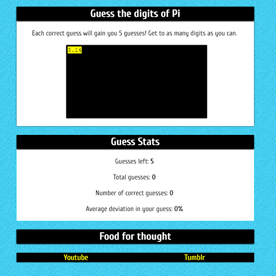 Guess the digits of Pi
Each correct guess will gain you 5 guesses! Get to as many digits as you can.
3.14
Guess Stats
Guesses left: 5
Total guesses: 0
Number of correct guesses: 0
Average deviation in your guess: 0%
Food for thought
Youtube
Tumblr